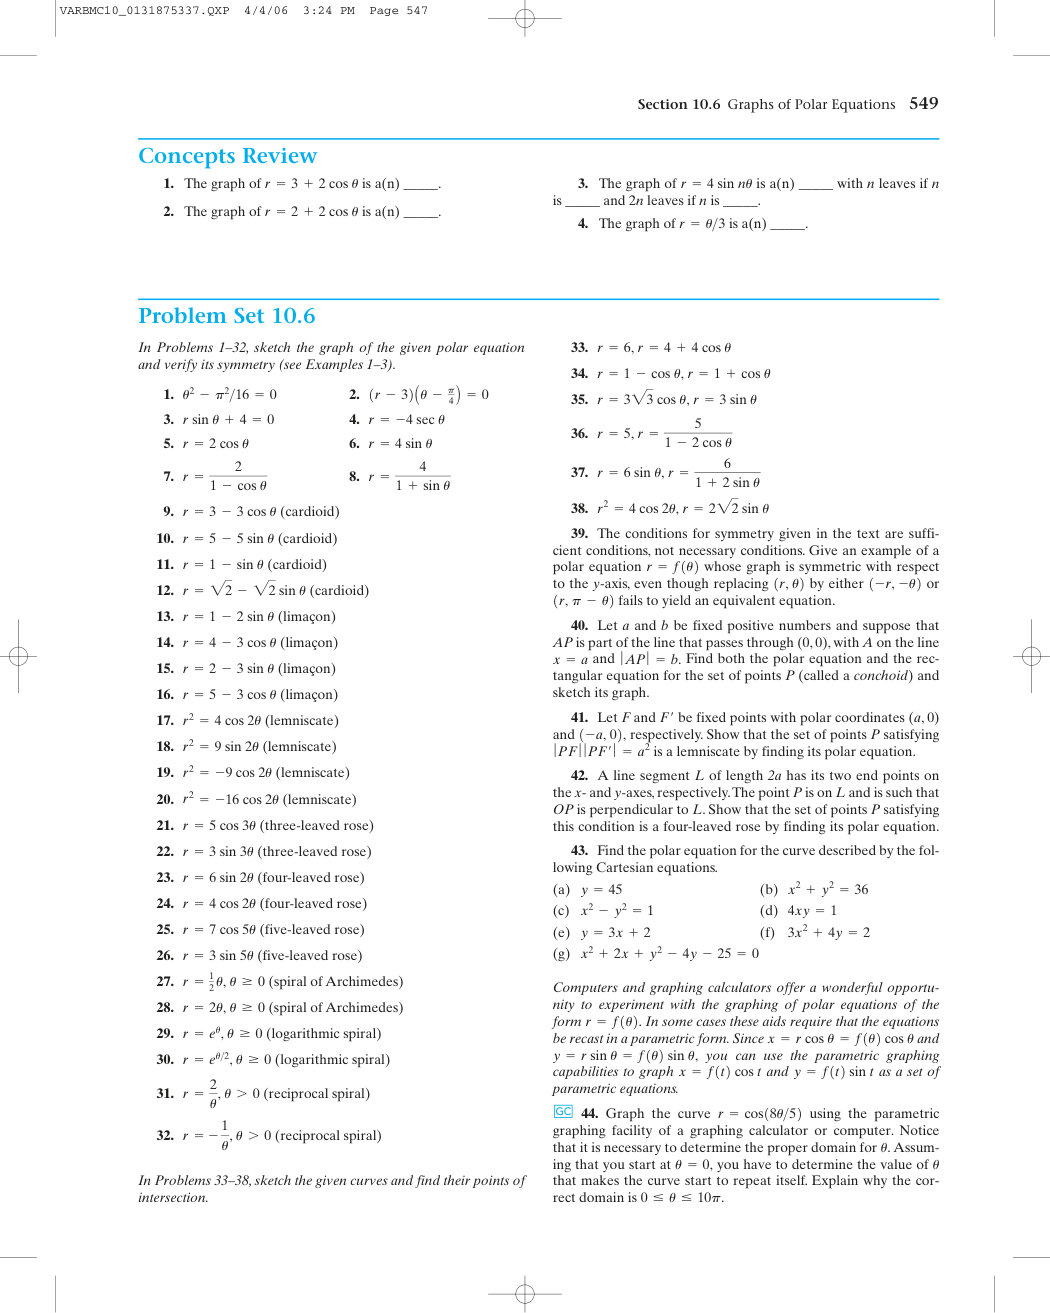 VARBMC10_0131875337.QXP 4/4/06 3:24 PM Page 547
Section 10.6 Graphs of Polar Equations 549
Concepts Review
1. The graph of r = 3 + 2 cos θ is a(n) _____.
2. The graph of r = 2 + 2 cos θ is a(n) _____.
3. The graph of r = 4 sin nθ is a(n) _____ with n leaves if n
is _____ and 2n leaves if n is _____.
4. The graph of r = θ/3 is a(n) _____.
Problem Set 10.6
In Problems 1–32, sketch the graph of the given polar equation
and verify its symmetry (see Examples 1–3).
1. θ² − π²/16 = 0
2. (r − 3)(θ − π/4) = 0
3. r sin θ + 4 = 0
4. r = −4 sec θ
5. r = 2 cos θ
6. r = 4 sin θ
7. r = 2/(1 − cos θ)
8. r = 4/(1 + sin θ)
9. r = 3 − 3 cos θ (cardioid)
10. r = 5 − 5 sin θ (cardioid)
11. r = 1 − sin θ (cardioid)
12. r = √2 − √2 sin θ (cardioid)
13. r = 1 − 2 sin θ (limaçon)
14. r = 4 − 3 cos θ (limaçon)
15. r = 2 − 3 sin θ (limaçon)
16. r = 5 − 3 cos θ (limaçon)
17. r² = 4 cos 2θ (lemniscate)
18. r² = 9 sin 2θ (lemniscate)
19. r² = −9 cos 2θ (lemniscate)
20. r² = −16 cos 2θ (lemniscate)
21. r = 5 cos 3θ (three-leaved rose)
22. r = 3 sin 3θ (three-leaved rose)
23. r = 6 sin 2θ (four-leaved rose)
24. r = 4 cos 2θ (four-leaved rose)
25. r = 7 cos 5θ (five-leaved rose)
26. r = 3 sin 5θ (five-leaved rose)
27. r = ½θ, θ ≥ 0 (spiral of Archimedes)
28. r = 2θ, θ ≥ 0 (spiral of Archimedes)
29. r = e^θ, θ ≥ 0 (logarithmic spiral)
30. r = e^(θ/2), θ ≥ 0 (logarithmic spiral)
31. r = 2/θ, θ > 0 (reciprocal spiral)
32. r = −1/θ, θ > 0 (reciprocal spiral)
In Problems 33–38, sketch the given curves and find their points of
intersection.
33. r = 6, r = 4 + 4 cos θ
34. r = 1 − cos θ, r = 1 + cos θ
35. r = 3√3 cos θ, r = 3 sin θ
36. r = 5, r = 5/(1 − 2 cos θ)
37. r = 6 sin θ, r = 6/(1 + 2 sin θ)
38. r² = 4 cos 2θ, r = 2√2 sin θ
39. The conditions for symmetry given in the text are suffi-
cient conditions, not necessary conditions. Give an example of a
polar equation r = f(θ) whose graph is symmetric with respect
to the y-axis, even though replacing (r, θ) by either (−r, −θ) or
(r, π − θ) fails to yield an equivalent equation.
40. Let a and b be fixed positive numbers and suppose that
AP is part of the line that passes through (0, 0), with A on the line
x = a and |AP| = b. Find both the polar equation and the rec-
tangular equation for the set of points P (called a conchoid) and
sketch its graph.
41. Let F and F′ be fixed points with polar coordinates (a, 0)
and (−a, 0), respectively. Show that the set of points P satisfying
|PF||PF′| = a² is a lemniscate by finding its polar equation.
42. A line segment L of length 2a has its two end points on
the x- and y-axes, respectively. The point P is on L and is such that
OP is perpendicular to L. Show that the set of points P satisfying
this condition is a four-leaved rose by finding its polar equation.
43. Find the polar equation for the curve described by the fol-
lowing Cartesian equations.
(a) y = 45
(b) x² + y² = 36
(c) x² − y² = 1
(d) 4xy = 1
(e) y = 3x + 2
(f) 3x² + 4y = 2
(g) x² + 2x + y² − 4y − 25 = 0
Computers and graphing calculators offer a wonderful opportu-
nity to experiment with the graphing of polar equations of the
form r = f(θ). In some cases these aids require that the equations
be recast in a parametric form. Since x = r cos θ = f(θ) cos θ and
y = r sin θ = f(θ) sin θ, you can use the parametric graphing
capabilities to graph x = f(t) cos t and y = f(t) sin t as a set of
parametric equations.
GC 44. Graph the curve r = cos(8θ/5) using the parametric
graphing facility of a graphing calculator or computer. Notice
that it is necessary to determine the proper domain for θ. Assum-
ing that you start at θ = 0, you have to determine the value of θ
that makes the curve start to repeat itself. Explain why the cor-
rect domain is 0 ≤ θ ≤ 10π.